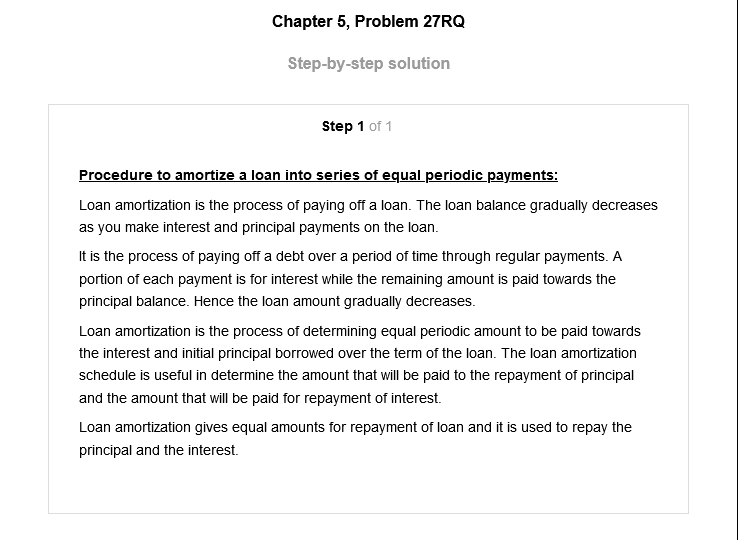 Chapter 5, Problem 27RQ
Step-by-step solution
Step 1 of 1
Procedure to amortize a loan into series of equal periodic payments:
Loan amortization is the process of paying off a loan. The loan balance gradually decreases
as you make interest and principal payments on the loan.
It is the process of paying off a debt over a period of time through regular payments. A
portion of each payment is for interest while the remaining amount is paid towards the
principal balance. Hence the loan amount gradually decreases.
Loan amortization is the process of determining equal periodic amount to be paid towards
the interest and initial principal borrowed over the term of the loan. The loan amortization
schedule is useful in determine the amount that will be paid to the repayment of principal
and the amount that will be paid for repayment of interest.
Loan amortization gives equal amounts for repayment of loan and it is used to repay the
principal and the interest.